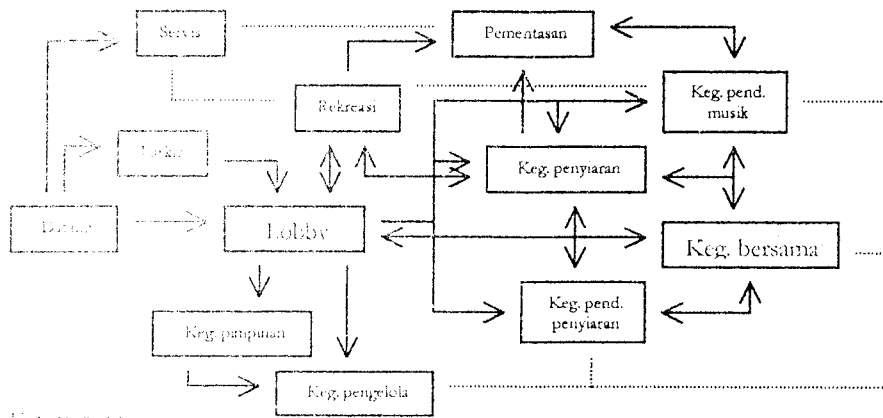 Servis
Pementasan
Rekreasi
Keg. pend.
musik
Parkir
Keg. penyiaran
Datang
Lobby
Keg. bersama
Keg. pend.
penyiaran
Keg. pimpinan
Keg. pengelola